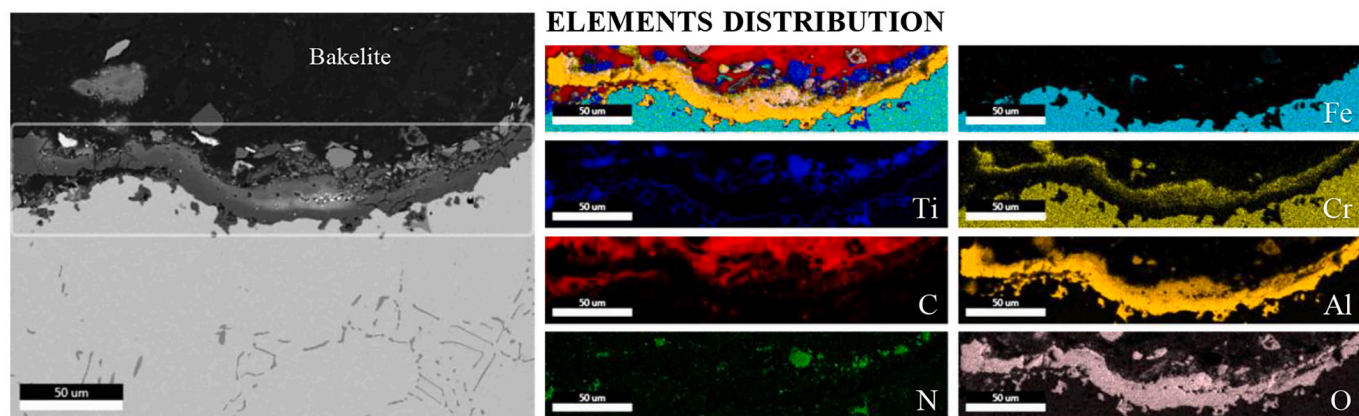 ELEMENTS DISTRIBUTION
Bakelite
50 um
50 um
50 um
Fe
50 um
Ti
50 um
Cr
50 um
C
50 um
Al
50 um
N
50 um
O